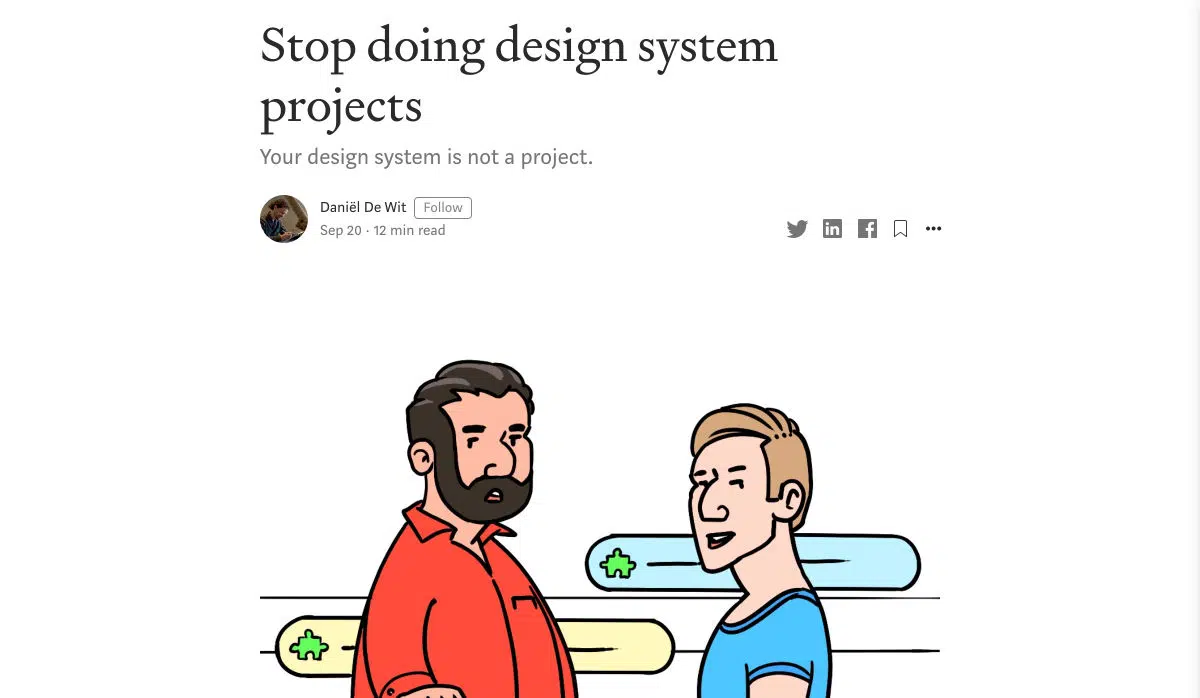 Stop doing design system
projects
Your design system is not a project.
Daniël De Wit Follow
Sep 20 · 12 min read